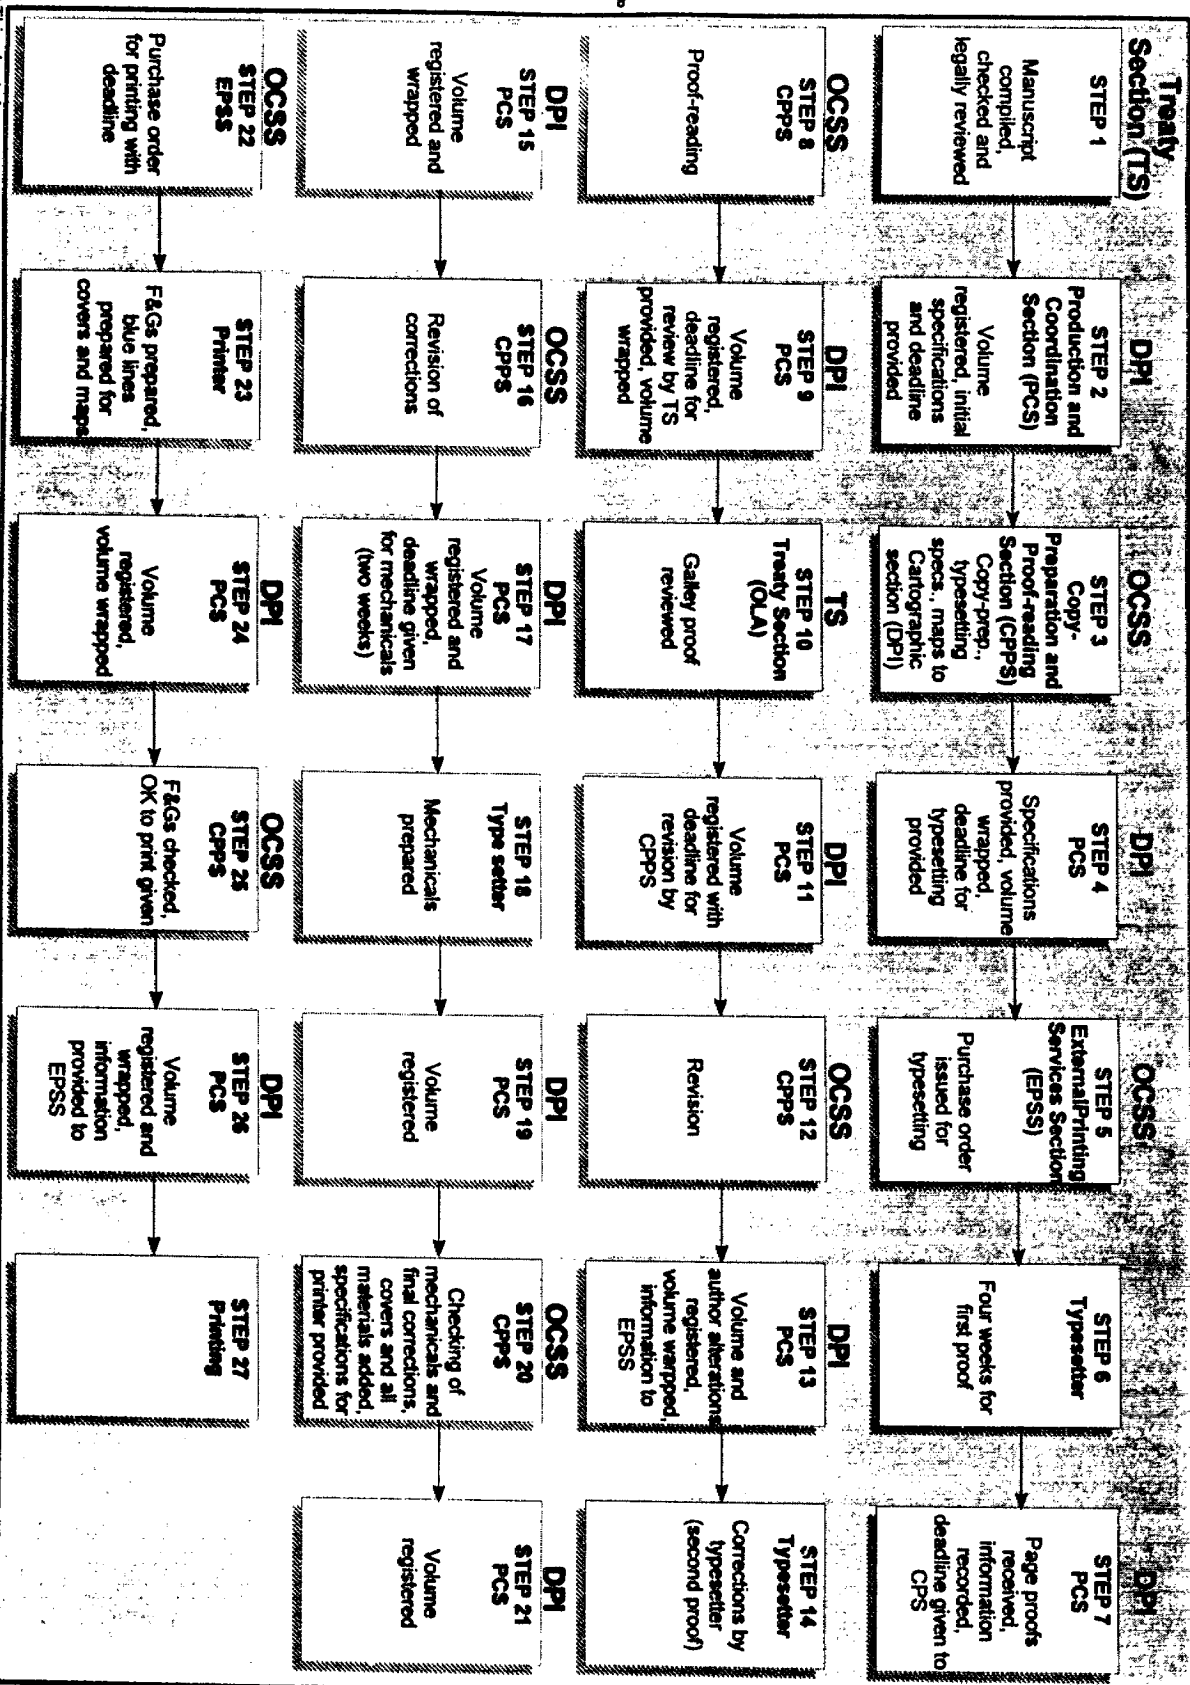 Treaty
Section (TS)
STEP 1
Manuscript
compiled,
checked and
legally reviewed
DPI
STEP 2
Production and
Coordination
Section (PCS)
Volume
registered, initial
specifications
and deadline
provided
OCSS
STEP 3
Copy-
Preparation and
Proof-reading
Section (CPPS)
Copy-prep.,
typesetting
specs., maps to
Cartographic
section (DPI)
DPI
STEP 4
PCS
Specifications
provided, volume
wrapped,
deadline for
typesetting
provided
OCSS
STEP 5
ExternalPrinting
Services Section
(EPSS)
Purchase order
issued for
typesetting
STEP 6
Typesetter
Four weeks for
first proof
DPI
STEP 7
PCS
Page proofs
received,
information
recorded,
deadline given to
CPS
OCSS
STEP 8
CPPS
Proof-reading
DPI
STEP 9
PCS
Volume
registered,
deadline for
review by TS
provided, volume
wrapped
TS
STEP 10
Treaty Section
(OLA)
Galley proof
reviewed
DPI
STEP 11
PCS
Volume
registered with
deadline for
revision by
CPPS
OCSS
STEP 12
CPPS
Revision
DPI
STEP 13
PCS
Volume and
author alterations
registered,
volume warpped,
information to
EPSS
STEP 14
Typesetter
Corrections by
typesetter
(second proof)
DPI
STEP 15
PCS
Volume
registered and
wrapped
OCSS
STEP 16
CPPS
Revision of
corrections
DPI
STEP 17
PCS
Volume
registered and
wrapped,
deadline given
for mechanicals
(two weeks)
STEP 18
Type setter
Mechanicals
prepared
DPI
STEP 19
PCS
Volume
registered
OCSS
STEP 20
CPPS
Checking of
mechanicals and
final corrections,
covers and all
materials added,
specifications for
printer provided
DPI
STEP 21
PCS
Volume
registered
OCSS
STEP 22
EPSS
Purchase order
for printing with
deadline
STEP 23
Printer
F&Gs prepared,
blue lines
prepared for
covers and maps
DPI
STEP 24
PCS
Volume
registered,
volume wrapped
OCSS
STEP 25
CPPS
F&Gs checked,
OK to print given
DPI
STEP 26
PCS
Volume
registered and
wrapped,
information
provided to
EPSS
STEP 27
Printing